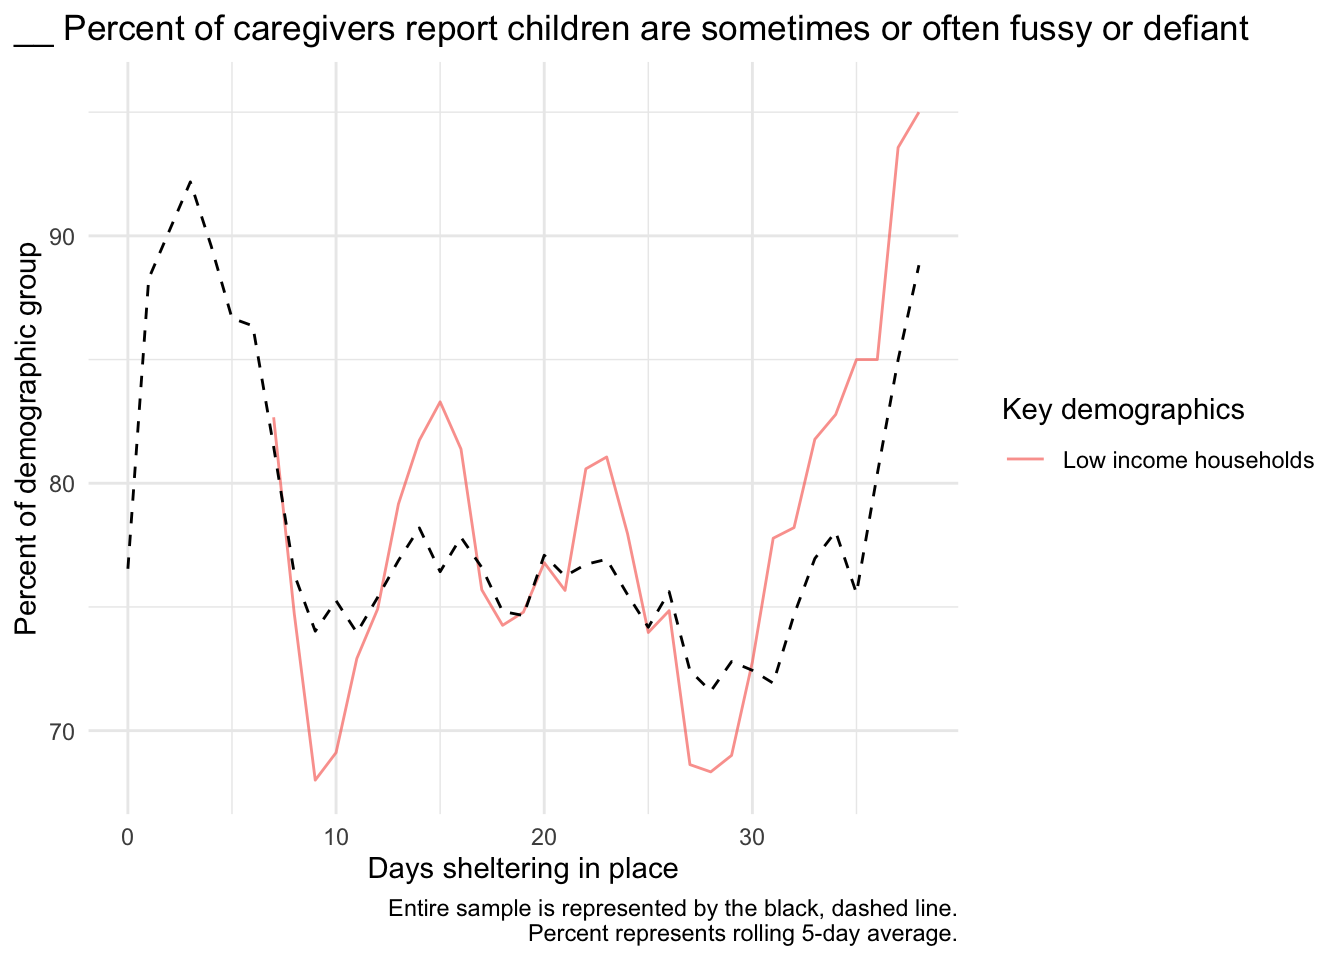 __ Percent of caregivers report children are sometimes or often fussy or defiant
Percent of demographic group
90
80
70
0 10 20 30
Days sheltering in place
Key demographics
Low income households
Entire sample is represented by the black, dashed line.
Percent represents rolling 5-day average.